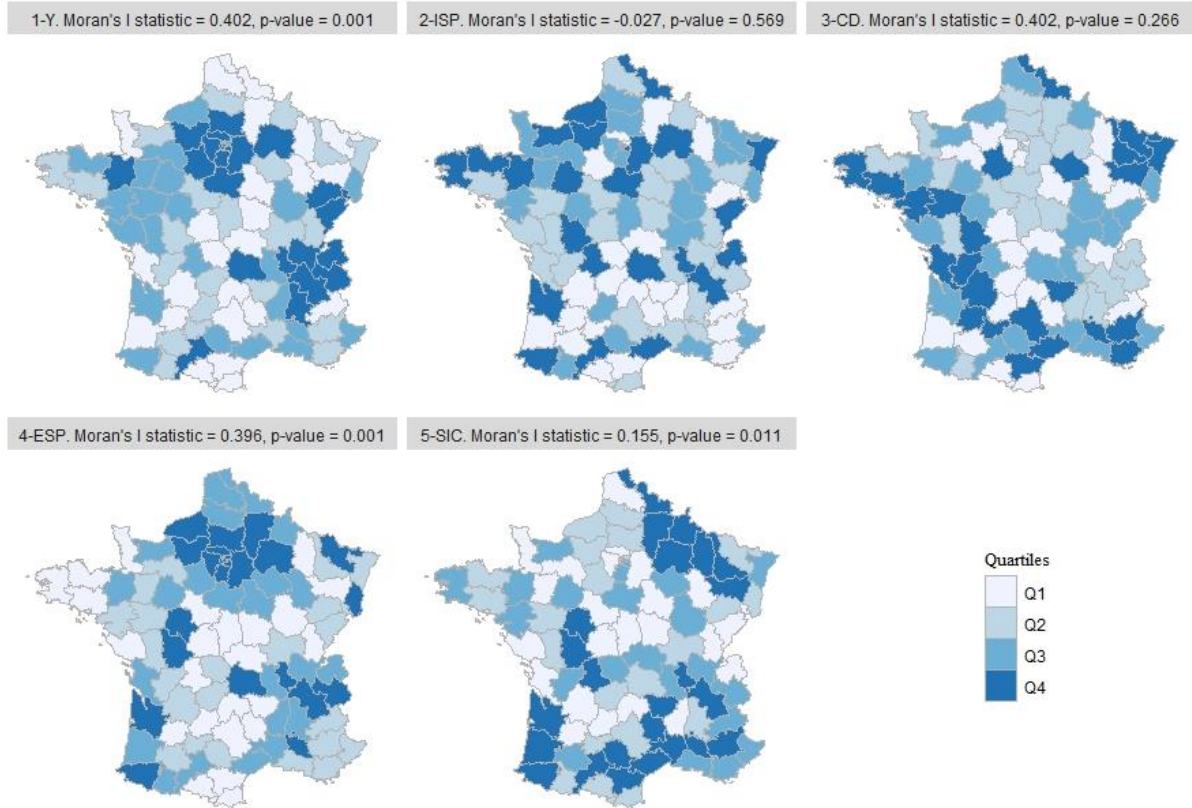 1-Y. Moran's I statistic = 0.402, p-value = 0.001
2-ISP. Moran's I statistic = -0.027, p-value = 0.569
3-CD. Moran's I statistic = 0.402, p-value = 0.266
4-ESP. Moran's I statistic = 0.396, p-value = 0.001
5-SIC. Moran's I statistic = 0.155, p-value = 0.011
Quartiles
Q1
Q2
Q3
Q4